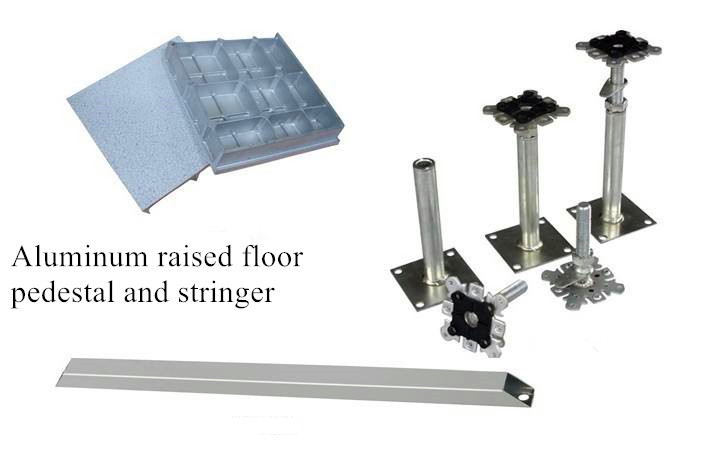 Aluminum raised floor
pedestal and stringer